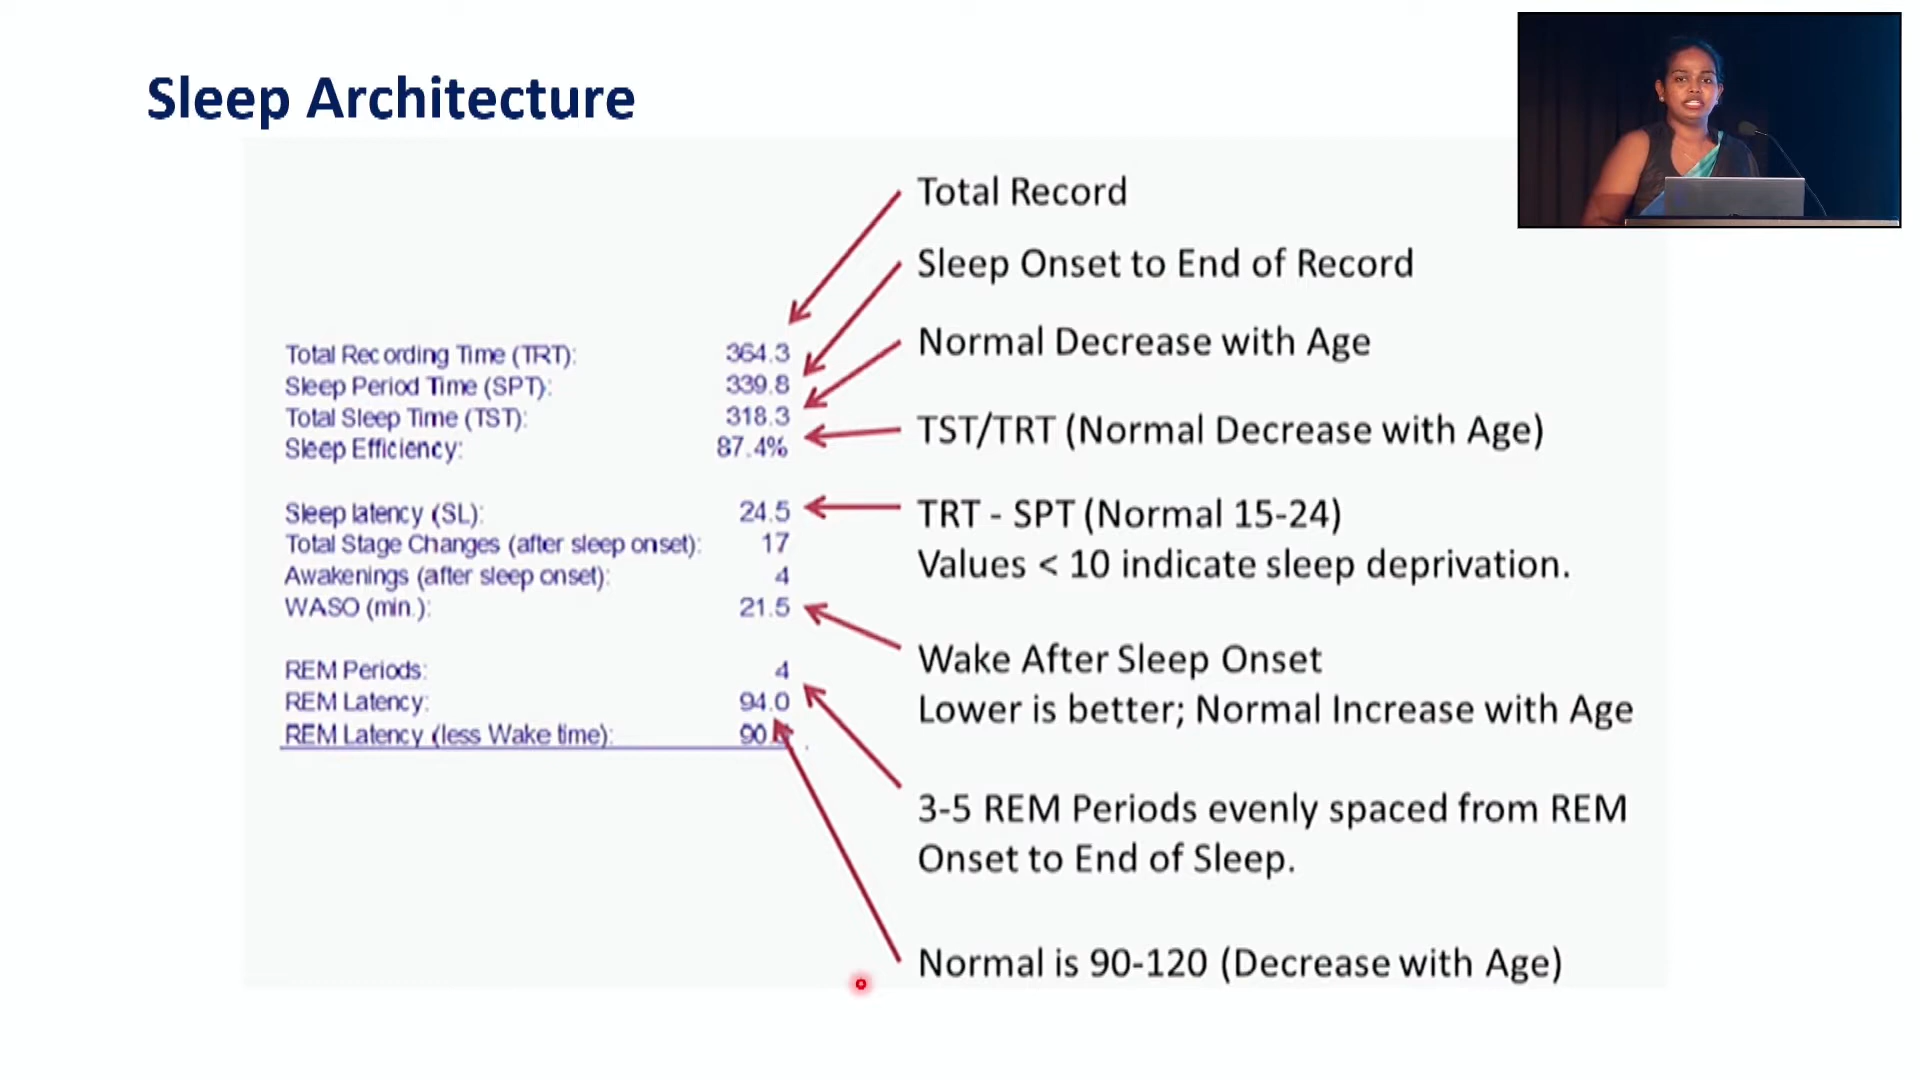 Sleep Architecture
Total Record
Sleep Onset to End of Record
Normal Decrease with Age
TST/TRT (Normal Decrease with Age)
TRT - SPT (Normal 15-24)
Values < 10 indicate sleep deprivation.
Wake After Sleep Onset
Lower is better; Normal Increase with Age
3-5 REM Periods evenly spaced from REM
Onset to End of Sleep.
Normal is 90-120 (Decrease with Age)
Total Recording Time (TRT): 364.3
Sleep Period Time (SPT): 339.8
Total Sleep Time (TST): 318.3
Sleep Efficiency: 87.4%
Sleep latency (SL): 24.5
Total Stage Changes (after sleep onset): 17
Awakenings (after sleep onset): 4
WASO (min.): 21.5
REM Periods: 4
REM Latency: 94.0
REM Latency (less Wake time):